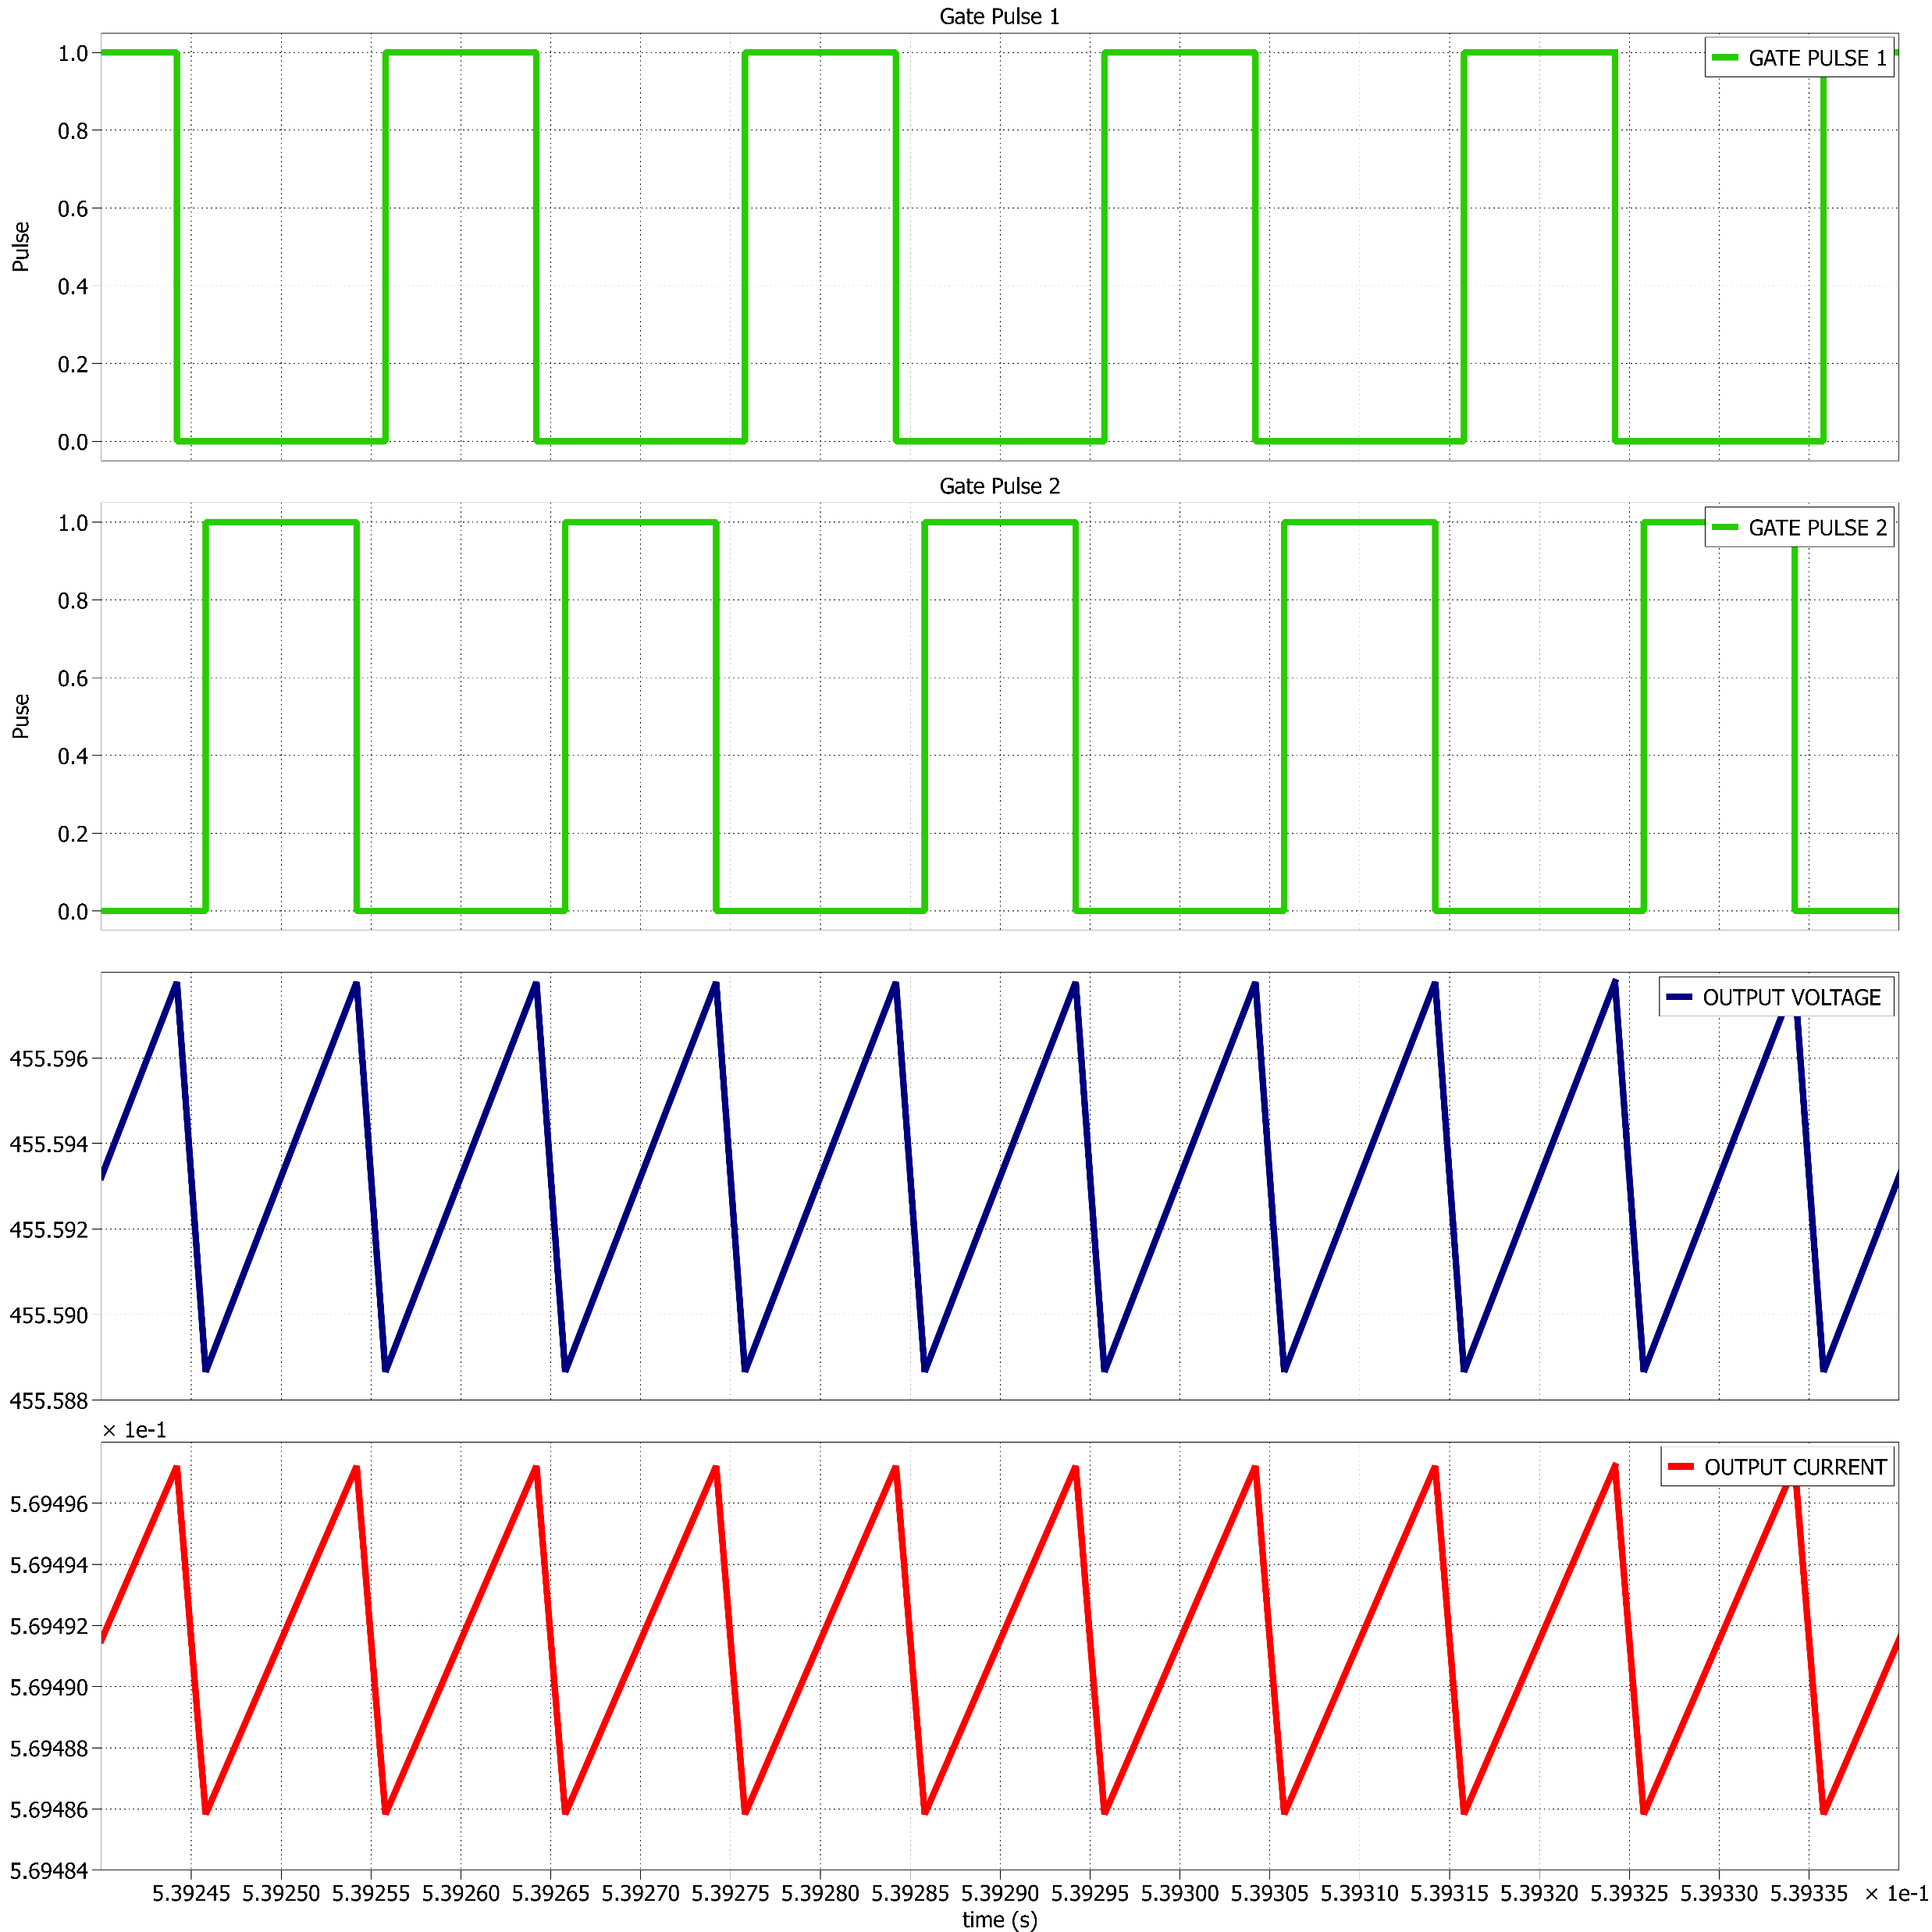 Gate Pulse 1
GATE PULSE 1
1.0
0.8
0.6
0.4
0.2
0.0
Pulse
Gate Pulse 2
GATE PULSE 2
1.0
0.8
0.6
0.4
0.2
0.0
Puse
OUTPUT VOLTAGE
455.596
455.594
455.592
455.590
455.588
× 1e-1
OUTPUT CURRENT
5.69496
5.69494
5.69492
5.69490
5.69488
5.69486
5.69484
5.39245 5.39250 5.39255 5.39260 5.39265 5.39270 5.39275 5.39280 5.39285 5.39290 5.39295 5.39300 5.39305 5.39310 5.39315 5.39320 5.39325 5.39330 5.39335 × 1e-1
time (s)